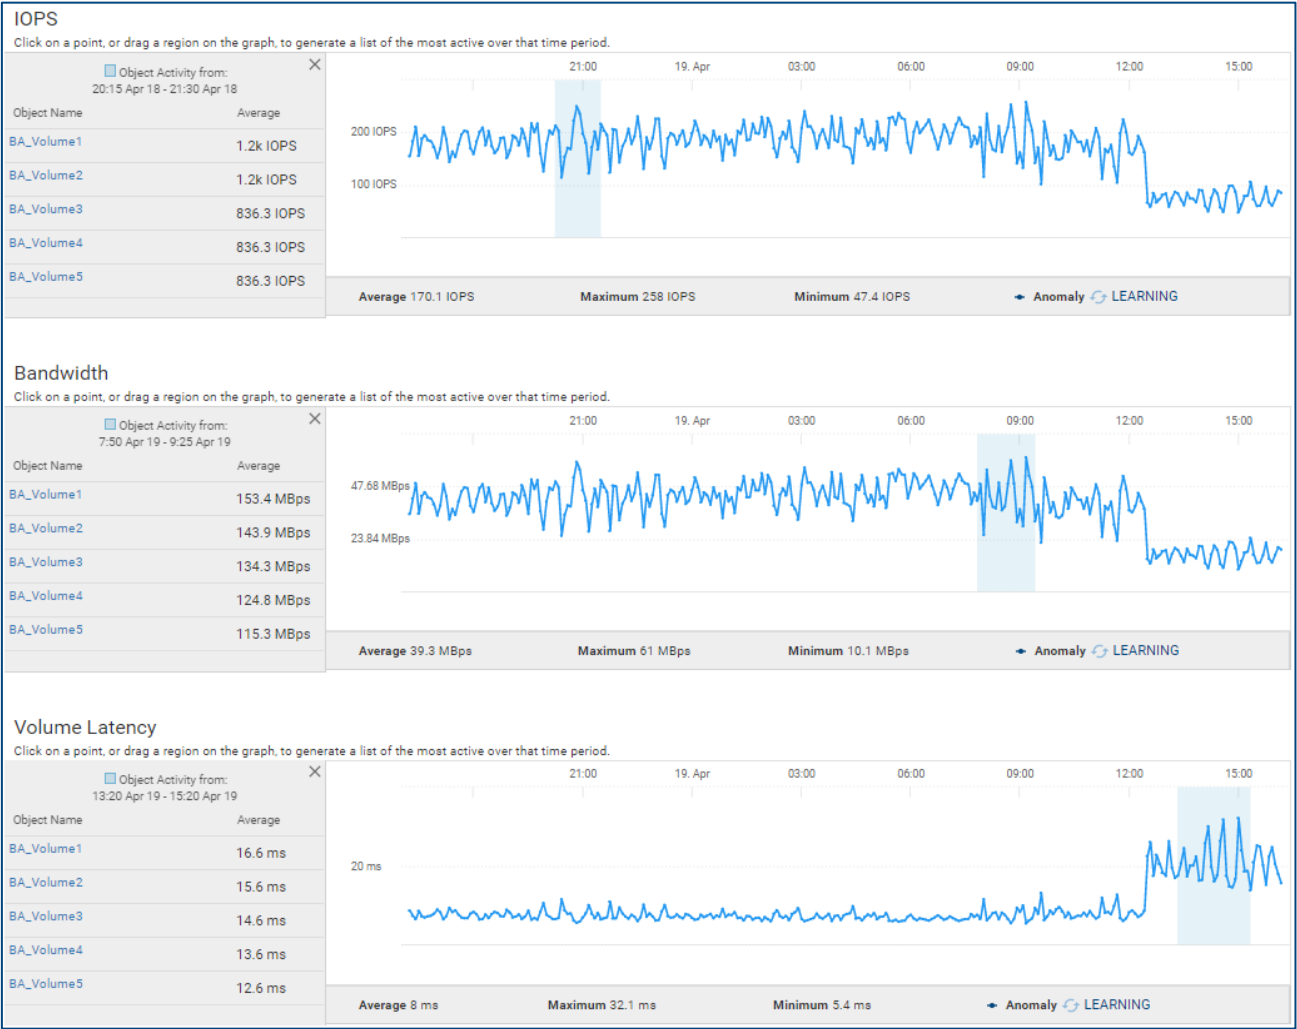 IOPS
Click on a point, or drag a region on the graph, to generate a list of the most active over that time period.
Object Activity from:
20:15 Apr 18 - 21:30 Apr 18
Object Name Average
BA_Volume1 1.2k IOPS
BA_Volume2 1.2k IOPS
BA_Volume3 836.3 IOPS
BA_Volume4 836.3 IOPS
BA_Volume5 836.3 IOPS
21:00 19. Apr 03:00 06:00 09:00 12:00 15:00
200 IOPS
100 IOPS
Average 170.1 IOPS Maximum 258 IOPS Minimum 47.4 IOPS Anomaly LEARNING
Bandwidth
Click on a point, or drag a region on the graph, to generate a list of the most active over that time period.
Object Activity from:
7:50 Apr 19 - 9:25 Apr 19
Object Name Average
BA_Volume1 153.4 MBps
BA_Volume2 143.9 MBps
BA_Volume3 134.3 MBps
BA_Volume4 124.8 MBps
BA_Volume5 115.3 MBps
21:00 19. Apr 03:00 06:00 09:00 12:00 15:00
47.68 MBps
23.84 MBps
Average 39.3 MBps Maximum 61 MBps Minimum 10.1 MBps Anomaly LEARNING
Volume Latency
Click on a point, or drag a region on the graph, to generate a list of the most active over that time period.
Object Activity from:
13:20 Apr 19 - 15:20 Apr 19
Object Name Average
BA_Volume1 16.6 ms
BA_Volume2 15.6 ms
BA_Volume3 14.6 ms
BA_Volume4 13.6 ms
BA_Volume5 12.6 ms
21:00 19. Apr 03:00 06:00 09:00 12:00 15:00
20 ms
Average 8 ms Maximum 32.1 ms Minimum 5.4 ms Anomaly LEARNING